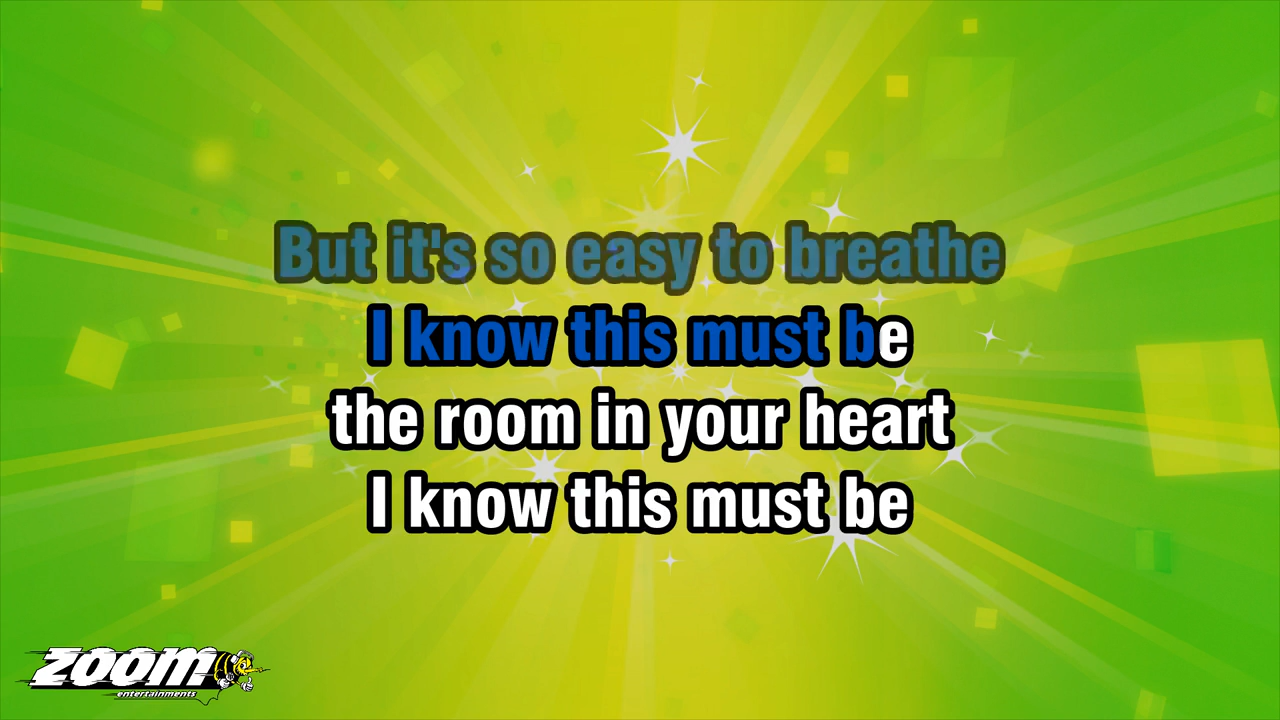 But it's so easy to breathe
I know this must be
the room in your heart
I know this must be
zoom
entertainments